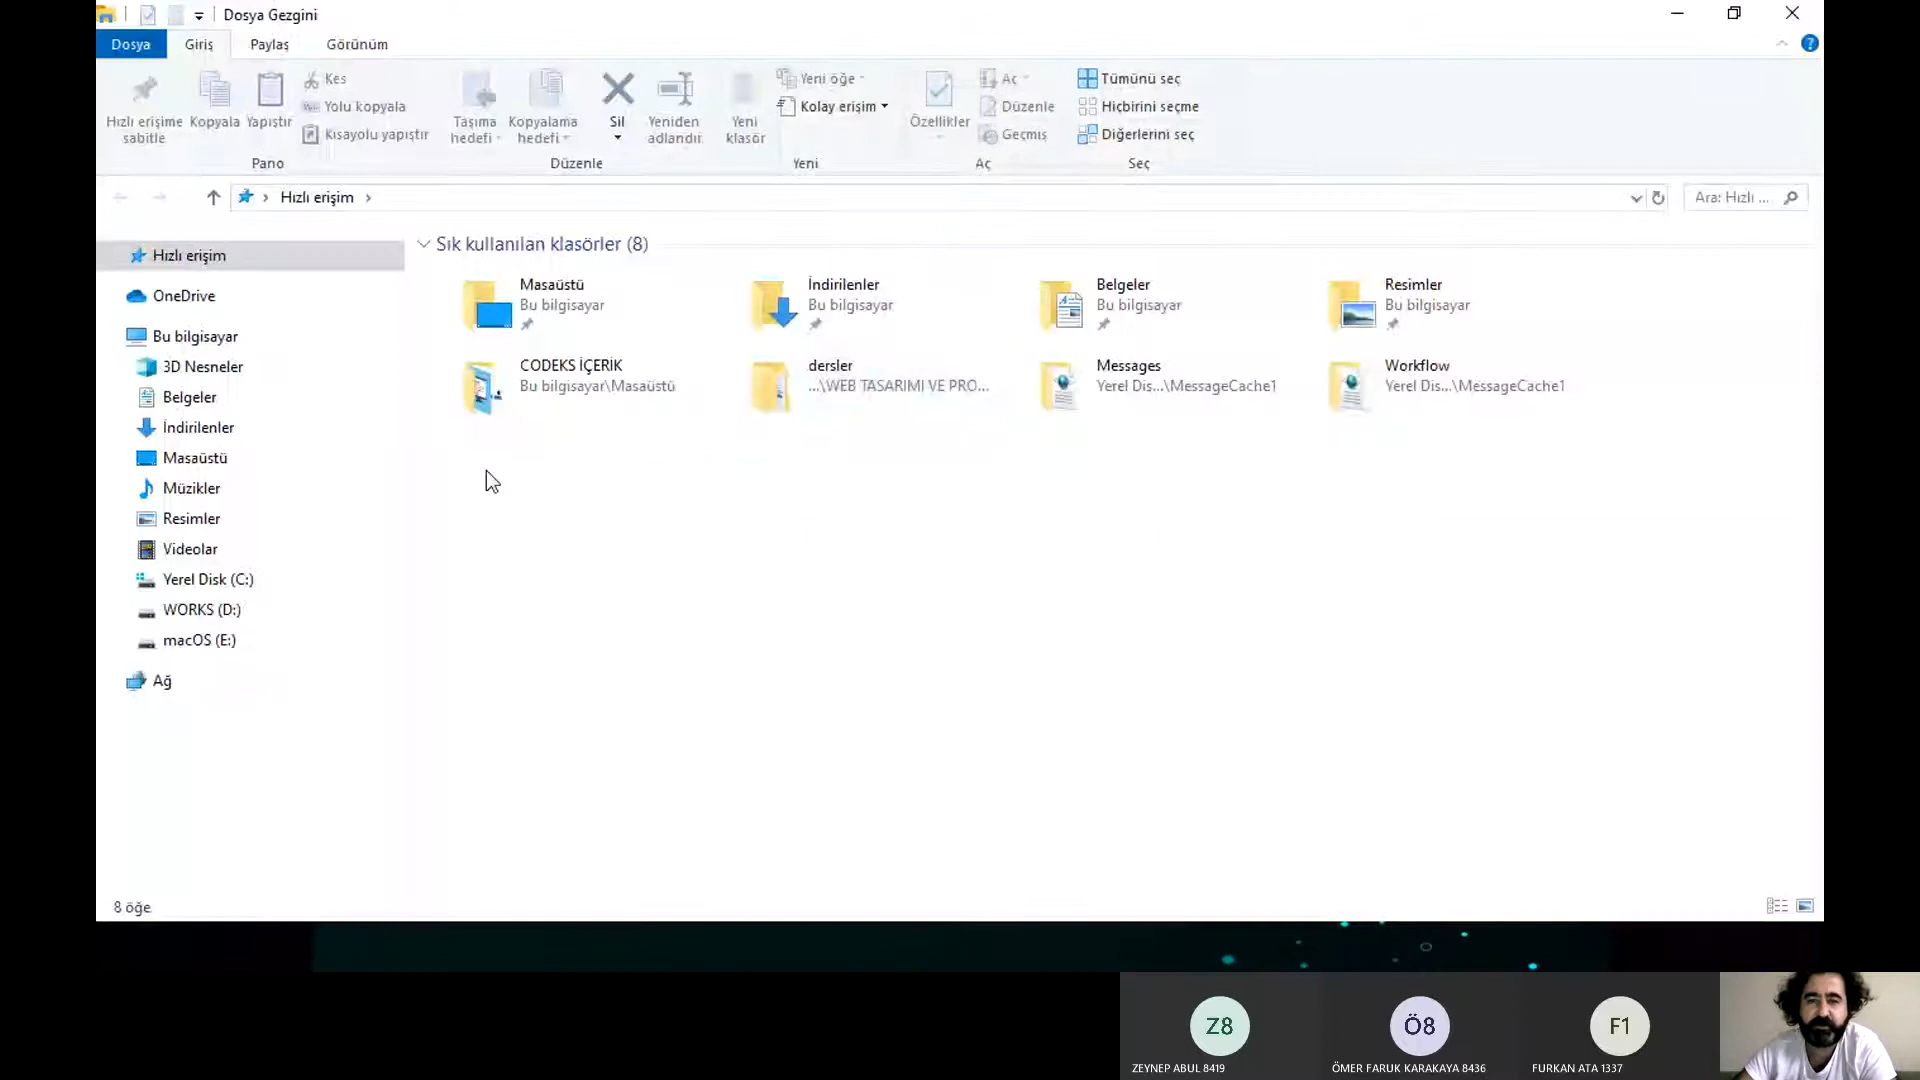 Dosya Gezgini
Dosya
Giriş
Paylaş
Görünüm
Hızlı erişime
sabitle
Kopyala
Yapıştır
Kes
Yolu kopyala
Kısayolu yapıştır
Pano
Taşıma
hedefi
Kopyalama
hedefi
Sil
Yeniden
adlandır
Düzenle
Yeni
klasör
Yeni öğe
Kolay erişim
Yeni
Özellikler
Aç
Düzenle
Geçmiş
Aç
Tümünü seç
Hiçbirini seçme
Diğerlerini seç
Seç
Hızlı erişim
Ara: Hızlı ...
Hızlı erişim
OneDrive
Bu bilgisayar
3D Nesneler
Belgeler
İndirilenler
Masaüstü
Müzikler
Resimler
Videolar
Yerel Disk (C:)
WORKS (D:)
macOS (E:)
Ağ
Sık kullanılan klasörler (8)
Masaüstü
Bu bilgisayar
İndirilenler
Bu bilgisayar
Belgeler
Bu bilgisayar
Resimler
Bu bilgisayar
CODEKS İÇERİK
Bu bilgisayar\Masaüstü
dersler
...\WEB TASARIMI VE PRO...
Messages
Yerel Dis...\MessageCache1
Workflow
Yerel Dis...\MessageCache1
8 öğe
Z8
ZEYNEP ABUL 8419
Ö8
ÖMER FARUK KARAKAYA 8436
F1
FURKAN ATA 1337